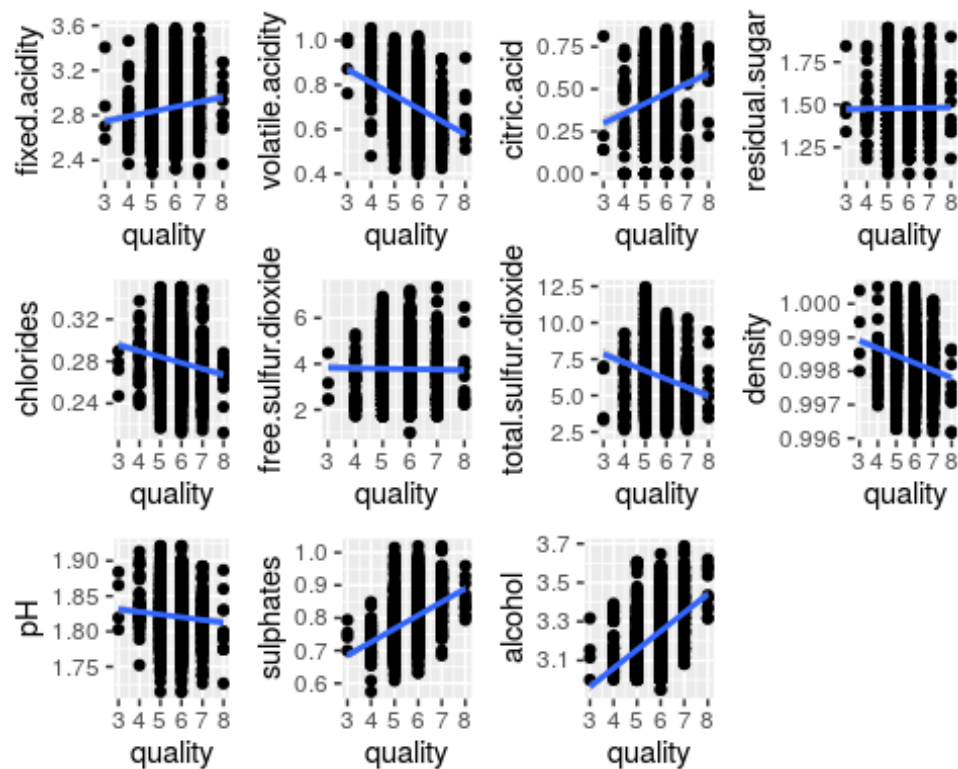 fixed.acidity
3.6
3.2
2.8
2.4
3 4 5 6 7 8
quality
volatile.acidity
1.0
0.8
0.6
0.4
3 4 5 6 7 8
quality
citric.acid
0.75
0.50
0.25
0.00
3 4 5 6 7 8
quality
residual.sugar
1.75
1.50
1.25
3 4 5 6 7 8
quality
chlorides
0.32
0.28
0.24
3 4 5 6 7 8
quality
free.sulfur.dioxide
6
4
2
3 4 5 6 7 8
quality
total.sulfur.dioxide
12.5
10.0
7.5
5.0
2.5
3 4 5 6 7 8
quality
density
1.000
0.999
0.998
0.997
0.996
3 4 5 6 7 8
quality
pH
1.90
1.85
1.80
1.75
3 4 5 6 7 8
quality
sulphates
1.0
0.9
0.8
0.7
0.6
3 4 5 6 7 8
quality
alcohol
3.7
3.5
3.3
3.1
3 4 5 6 7 8
quality